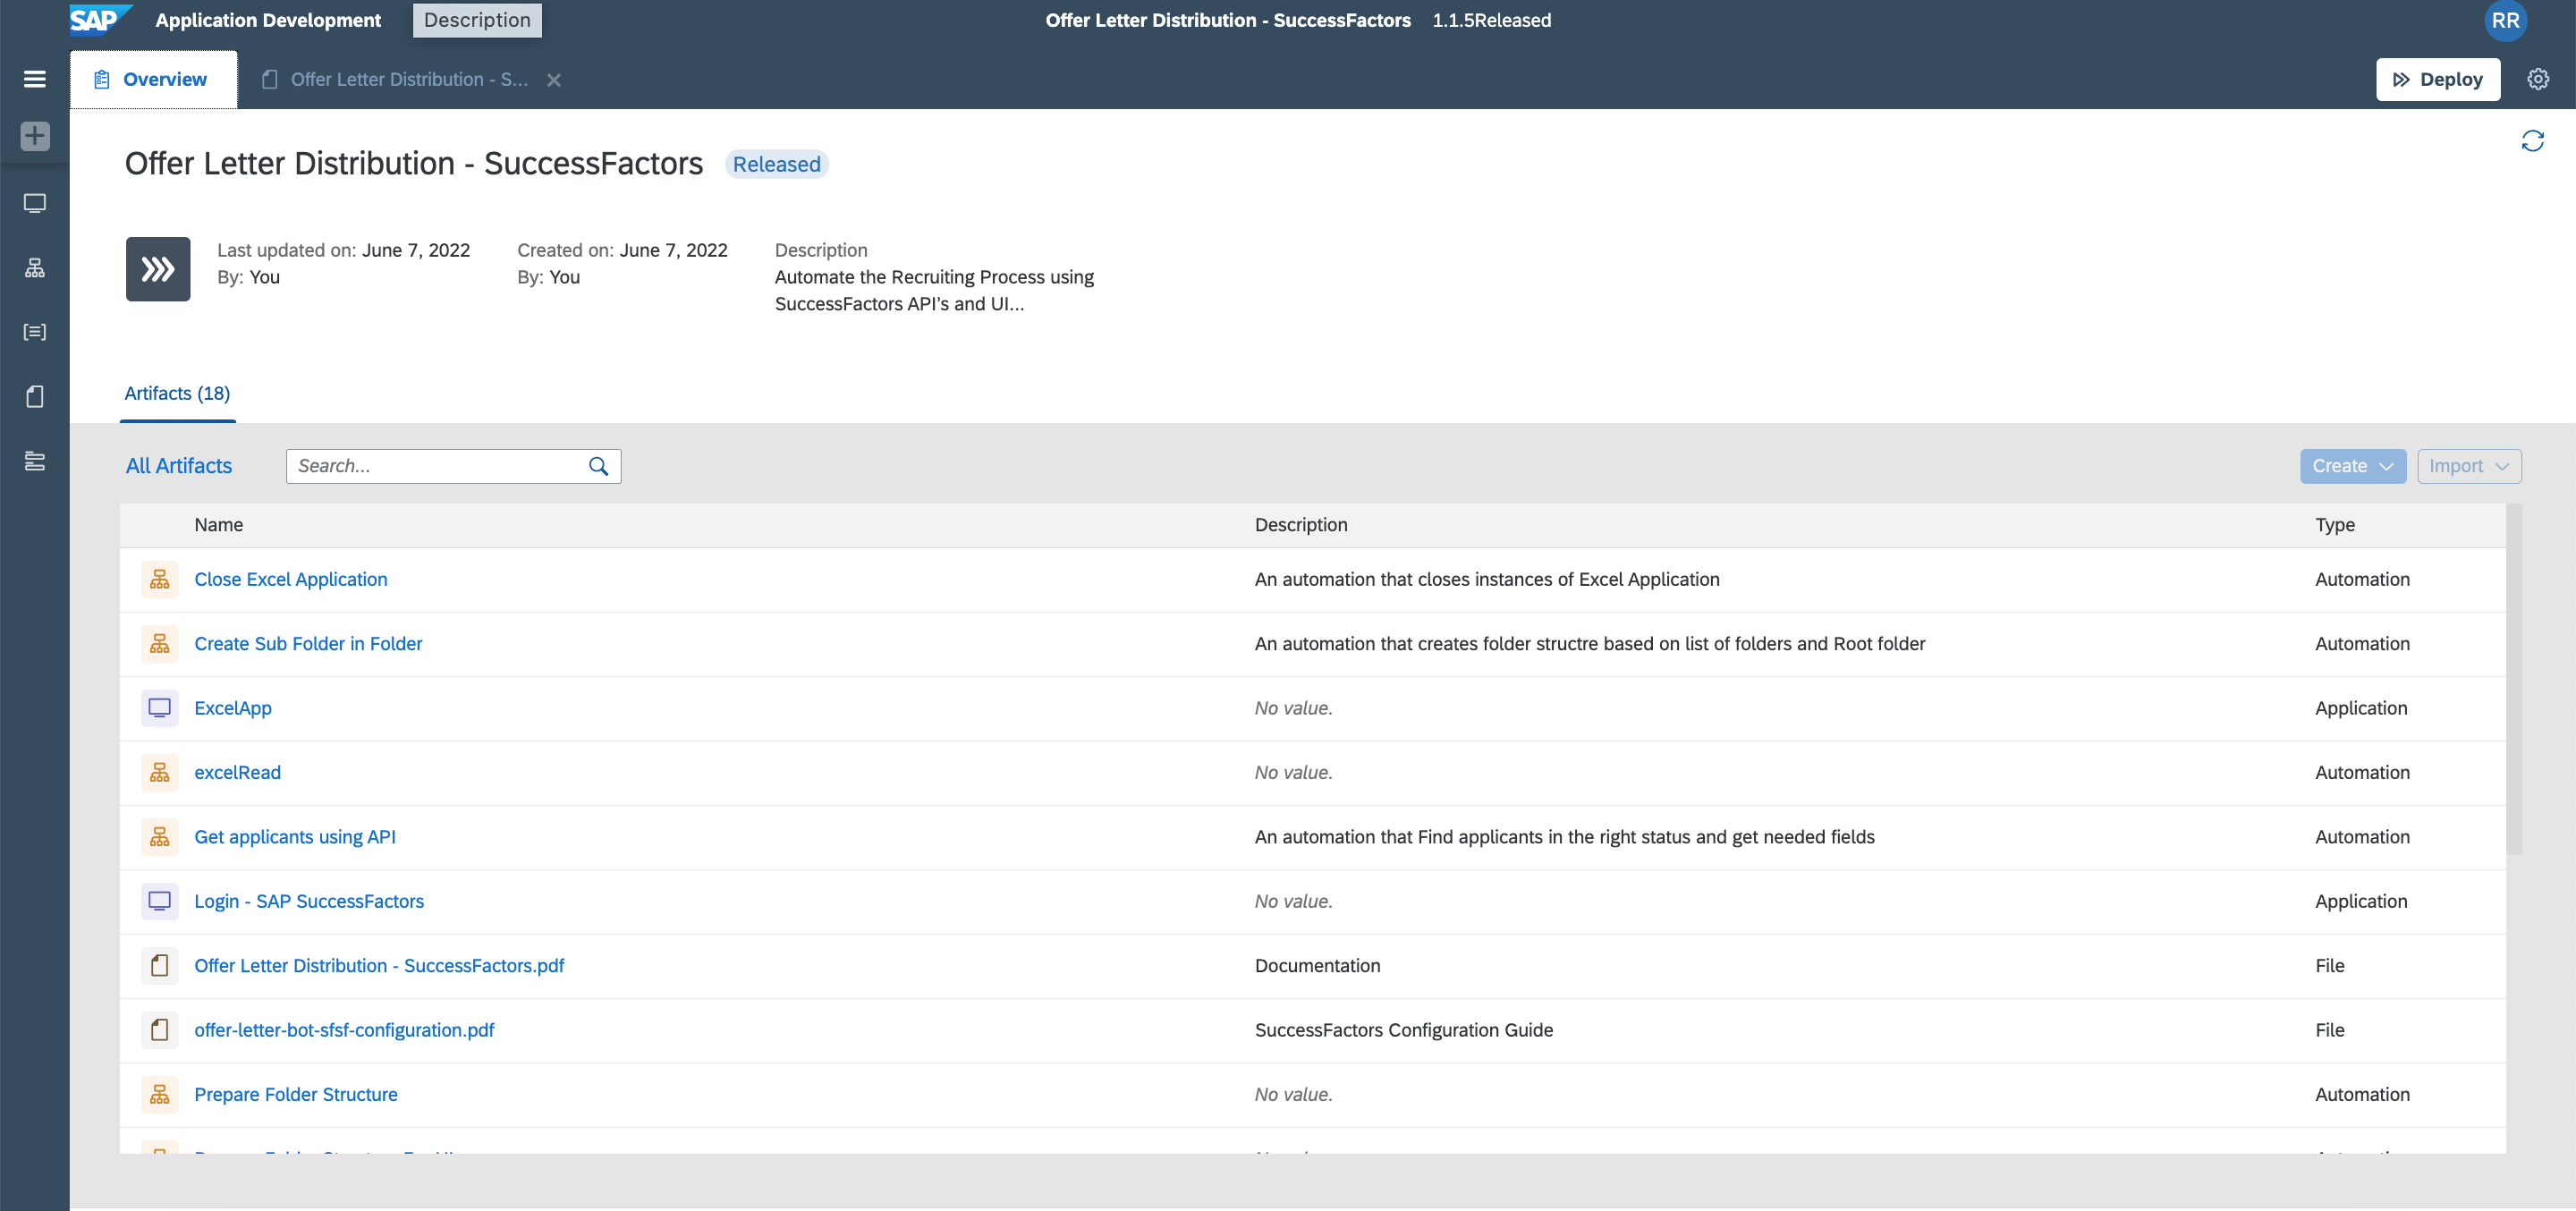 SAP Application Development Description Offer Letter Distribution - SuccessFactors 1.1.5Released RR
Overview Offer Letter Distribution - S... Deploy
Offer Letter Distribution - SuccessFactors Released
Last updated on: June 7, 2022 Created on: June 7, 2022 Description
By: You By: You Automate the Recruiting Process using
SuccessFactors API's and UI...
Artifacts (18)
All Artifacts Search... Create Import
Name Description Type
Close Excel Application An automation that closes instances of Excel Application Automation
Create Sub Folder in Folder An automation that creates folder structre based on list of folders and Root folder Automation
ExcelApp No value. Application
excelRead No value. Automation
Get applicants using API An automation that Find applicants in the right status and get needed fields Automation
Login - SAP SuccessFactors No value. Application
Offer Letter Distribution - SuccessFactors.pdf Documentation File
offer-letter-bot-sfsf-configuration.pdf SuccessFactors Configuration Guide File
Prepare Folder Structure No value. Automation